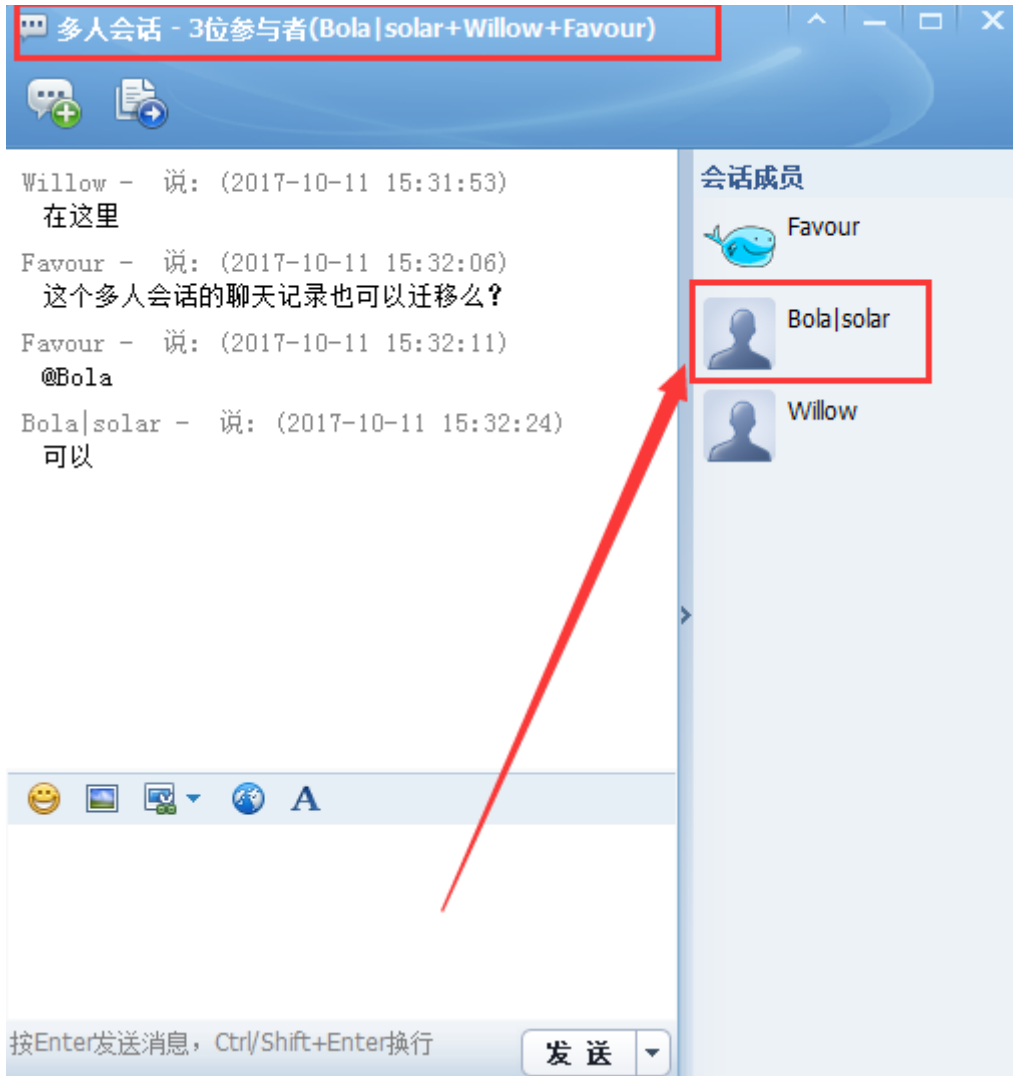 多人会话 - 3位参与者(Bola|solar+Willow+Favour)
Willow - 说: (2017-10-11 15:31:53)
在这里
Favour - 说: (2017-10-11 15:32:06)
这个多人会话的聊天记录也可以迁移么?
Favour - 说: (2017-10-11 15:32:11)
@Bola
Bola|solar - 说: (2017-10-11 15:32:24)
可以
会话成员
Favour
Bola|solar
Willow
A
按Enter发送消息，Ctrl/Shift+Enter换行
发 送